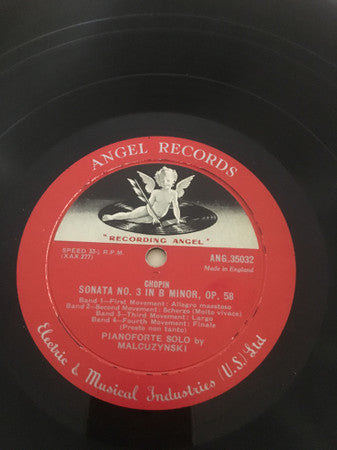 ANGEL RECORDS
"RECORDING ANGEL"
SPEED 33⅓ R.P.M.
(XAX 277)
ANG.35032
Made in England
CHOPIN
SONATA NO. 3 IN B MINOR, OP. 58
Band 1—First Movement: Allegro maestoso
Band 2—Second Movement: Scherzo (Molto vivace)
Band 3—Third Movement: Largo
Band 4—Fourth Movement: Finale
(Presto non tanto)
PIANOFORTE SOLO by
MALCUZYNSKI
Electric & Musical Industries (U.S.) Ltd